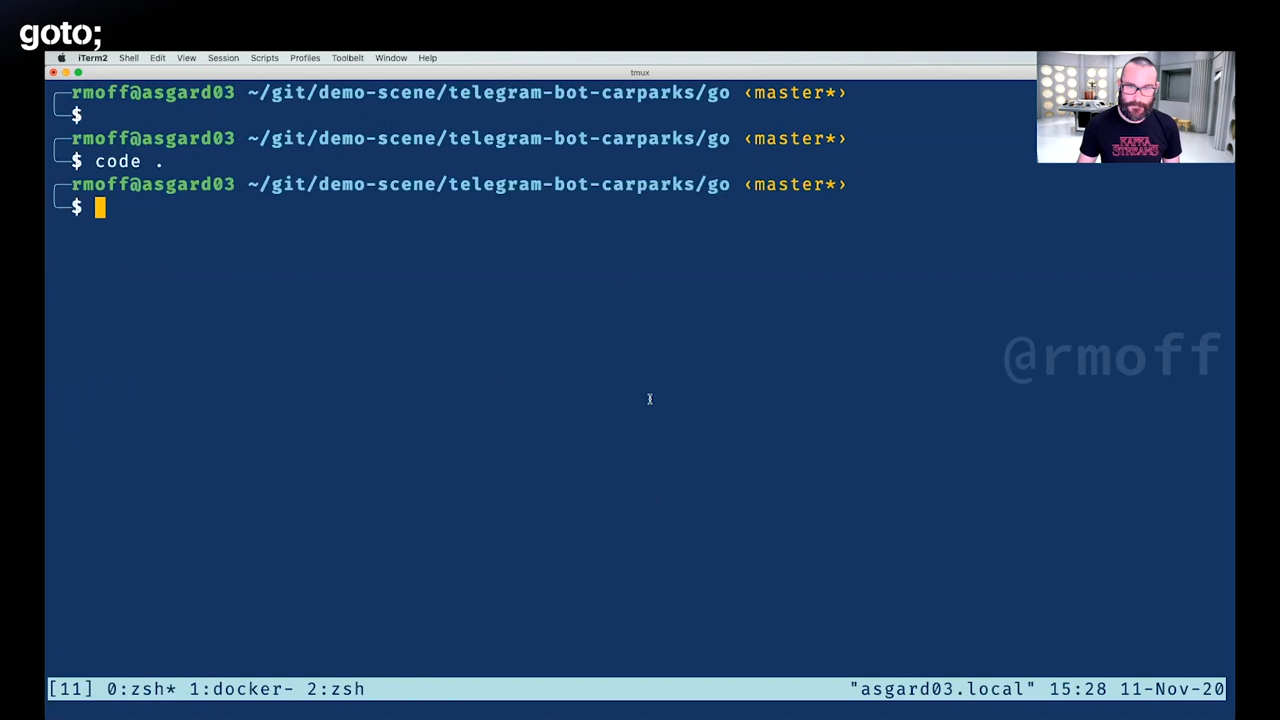 goto;
iTerm2 Shell Edit View Session Scripts Profiles Toolbelt Window Help
tmux
rmoff@asgard03 ~/git/demo-scene/telegram-bot-carparks/go ‹master*›
$
rmoff@asgard03 ~/git/demo-scene/telegram-bot-carparks/go ‹master*›
$ code .
rmoff@asgard03 ~/git/demo-scene/telegram-bot-carparks/go ‹master*›
$
KAFKA
STREAMS
@rmoff
[11] 0:zsh* 1:docker- 2:zsh "asgard03.local" 15:28 11-Nov-20